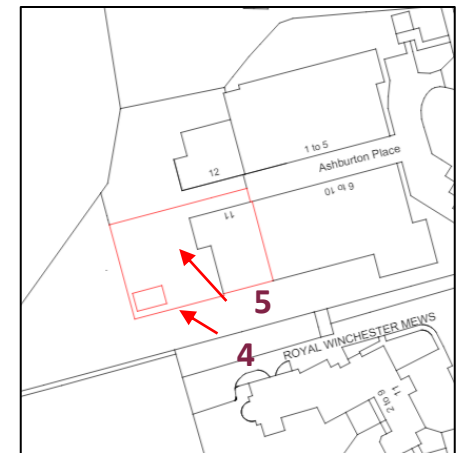 1 to 5
Ashburton Place
12
6 to 10
11
5
4
ROYAL WINCHESTER MEWS
2 to 9
11